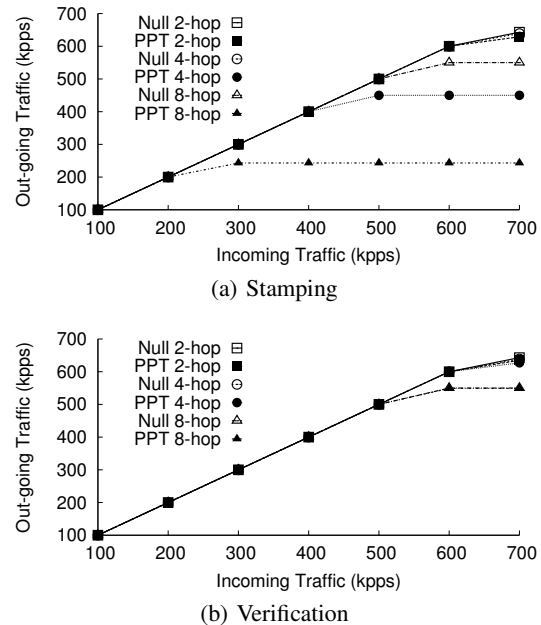 Out-going Traffic (kpps)
700
600
500
400
300
200
100
Null 2-hop
PPT 2-hop
Null 4-hop
PPT 4-hop
Null 8-hop
PPT 8-hop
100 200 300 400 500 600 700
Incoming Traffic (kpps)
(a) Stamping
Out-going Traffic (kpps)
700
600
500
400
300
200
100
Null 2-hop
PPT 2-hop
Null 4-hop
PPT 4-hop
Null 8-hop
PPT 8-hop
100 200 300 400 500 600 700
Incoming Traffic (kpps)
(b) Verification